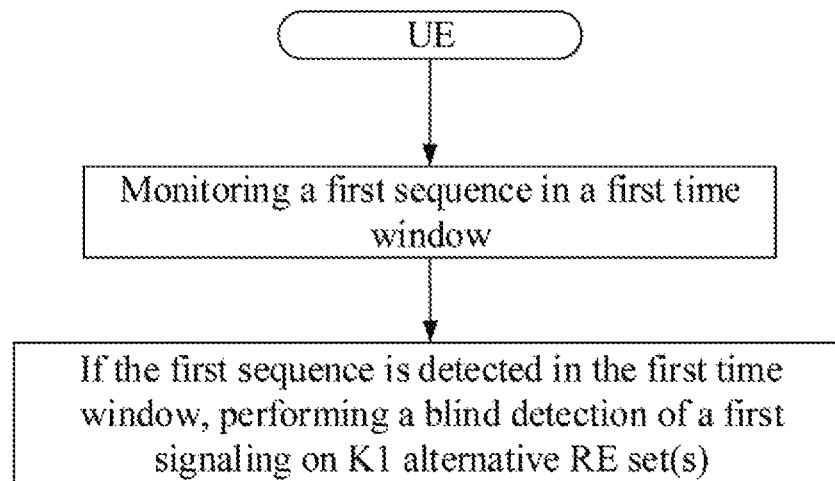 UE
Monitoring a first sequence in a first time
window
If the first sequence is detected in the first time
window, performing a blind detection of a first
signaling on K1 alternative RE set(s)